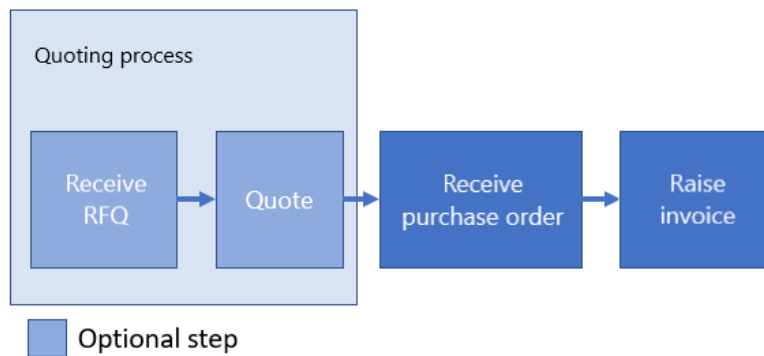 Quoting process
Receive
RFQ
Quote
Receive
purchase order
Raise
invoice
Optional step